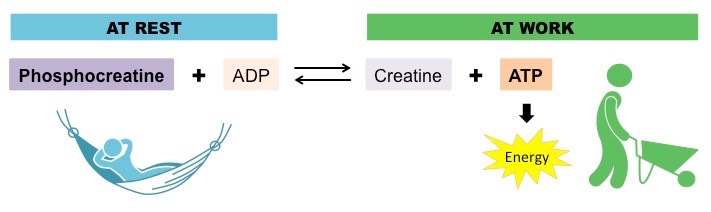 AT REST AT WORK
Phosphocreatine + ADP Creatine + ATP
Energy